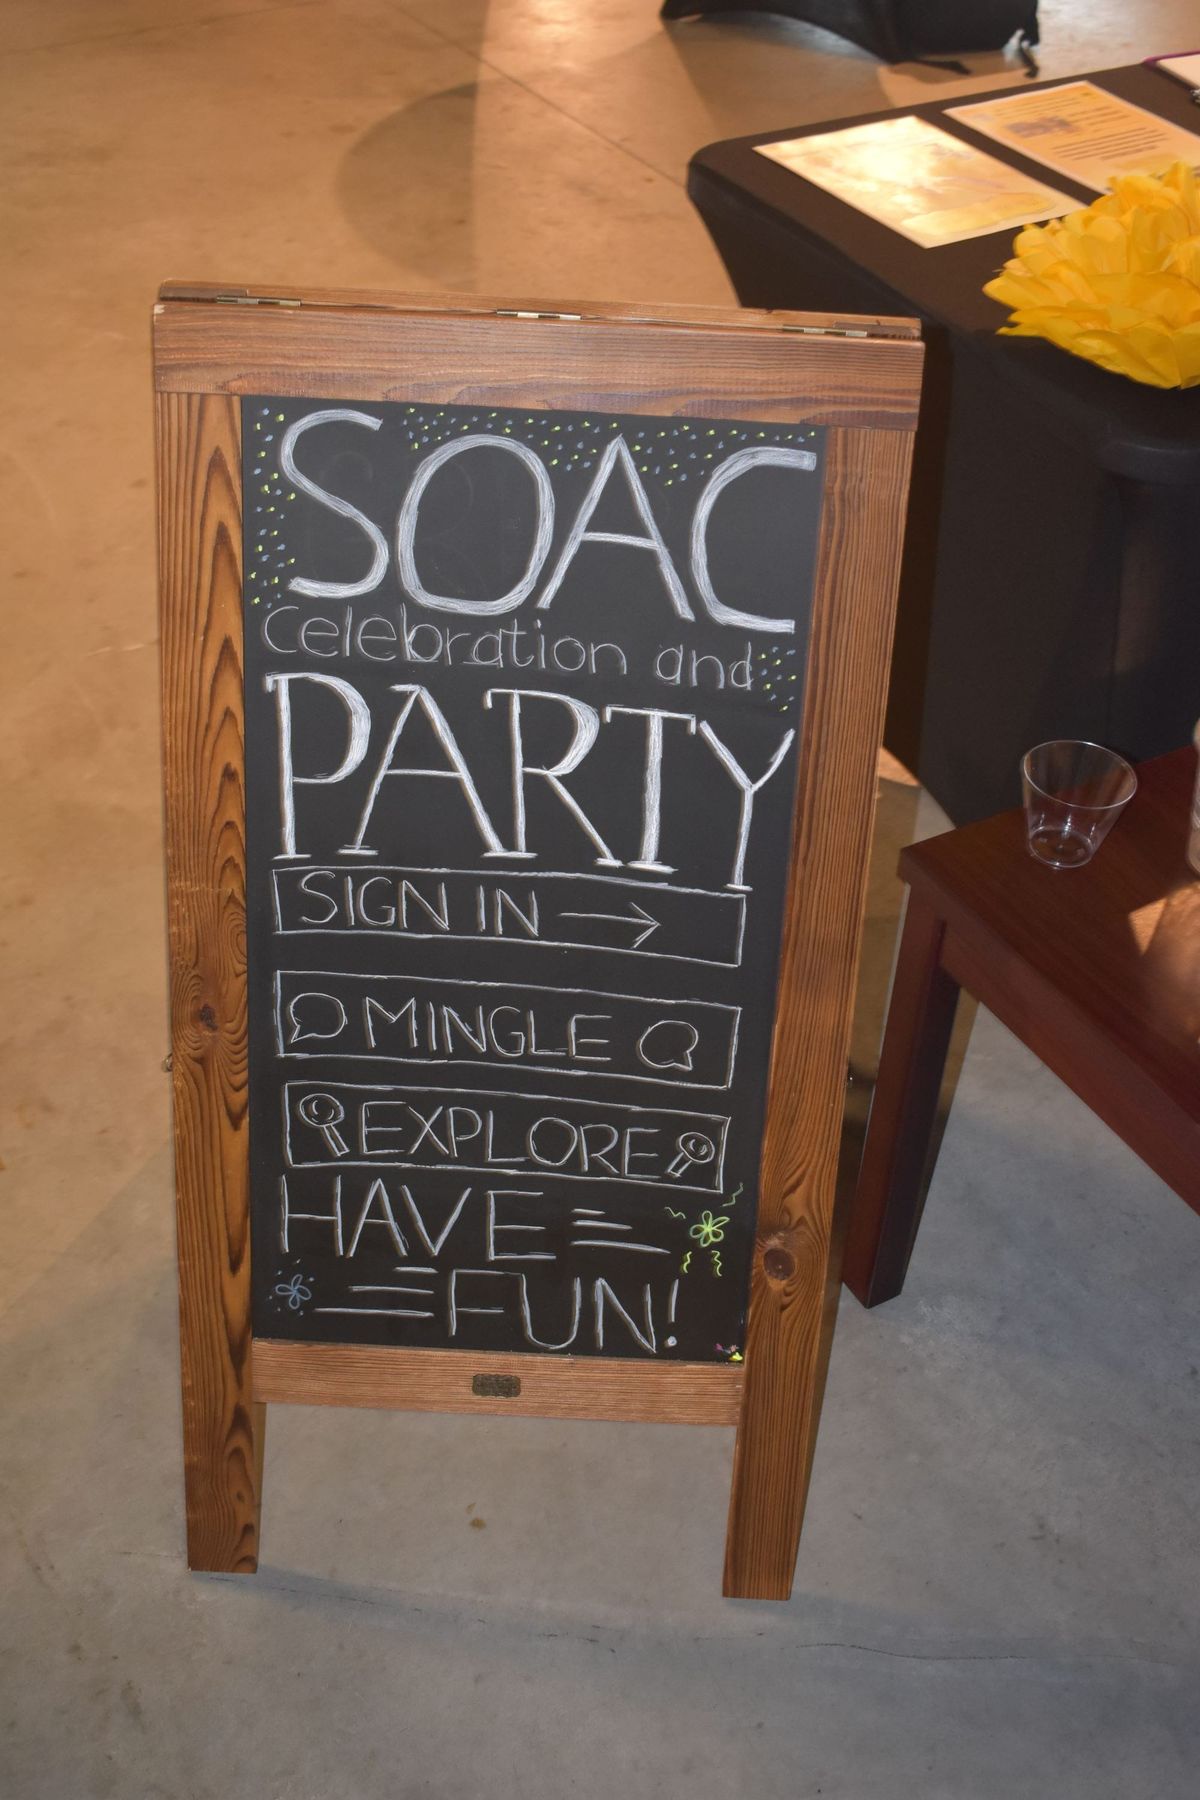 SOAC
Celebration and
PARTY
SIGN IN →
MINGLE
EXPLORE
HAVE
FUN!